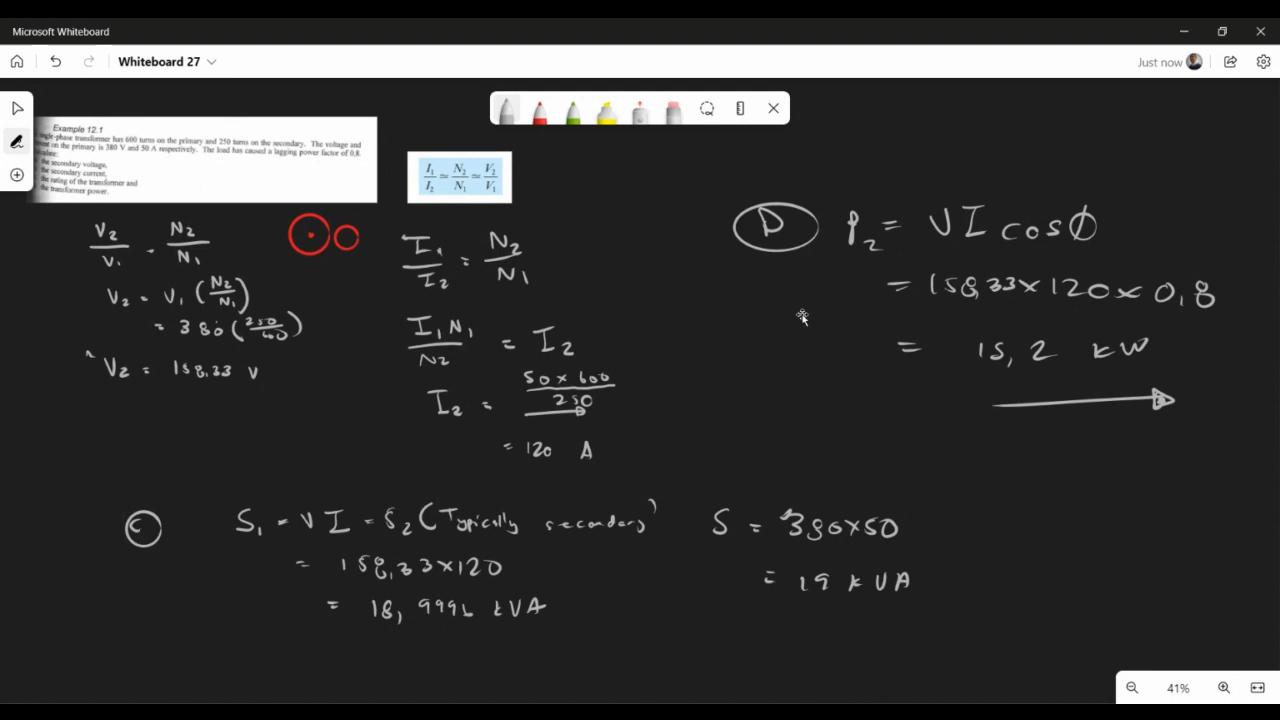 Microsoft Whiteboard
Whiteboard 27
Just now
Example 12.1
ngle-phase transformer has 600 turns on the primary and 250 turns on the secondary. The voltage and
on the primary is 380 V and 50 A respectively. The load has caused a lagging power factor of 0,8.
the secondary voltage,
the secondary current,
the rating of the transformer and
the transformer power.
I₁/I₂ ≃ N₂/N₁ ≃ V₂/V₁
V₂/V₁ = N₂/N₁
V₂ = V₁ (N₂/N₁)
= 380 (250/600)
V₂ = 158,33 V
I₁/I₂ = N₂/N₁
I₁N₁/N₂ = I₂
I₂ = 50 × 600/250
= 120 A
D P₂ = VI cosϕ
= 158,33 × 120 × 0,8
= 15,2 kW
C S₁ = VI = S₂ (Typically secondary)
= 158,33 × 120
= 18,9996 kVA
S = 380 × 50
= 19 kVA
41%